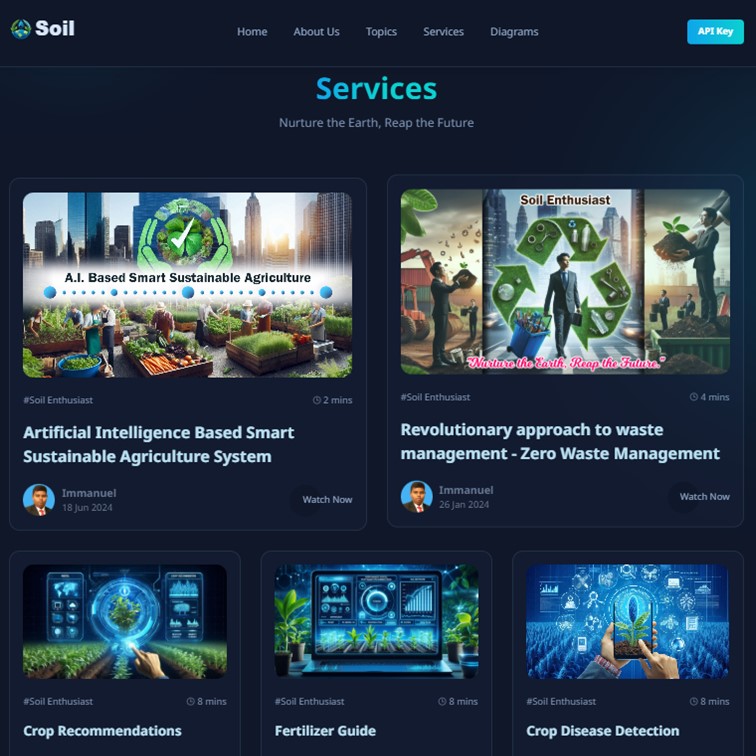 Soil
Home About Us Topics Services Diagrams
API Key
Services
Nurture the Earth, Reap the Future
A.I. Based Smart Sustainable Agriculture
#Soil Enthusiast 2 mins
Artificial Intelligence Based Smart
Sustainable Agriculture System
Immanuel
18 Jun 2024
Watch Now
Soil Enthusiast
"Nurture the Earth, Reap the Future."
#Soil Enthusiast 4 mins
Revolutionary approach to waste
management - Zero Waste Management
Immanuel
26 Jan 2024
Watch Now
#Soil Enthusiast 8 mins
Crop Recommendations
#Soil Enthusiast 8 mins
Fertilizer Guide
#Soil Enthusiast 8 mins
Crop Disease Detection